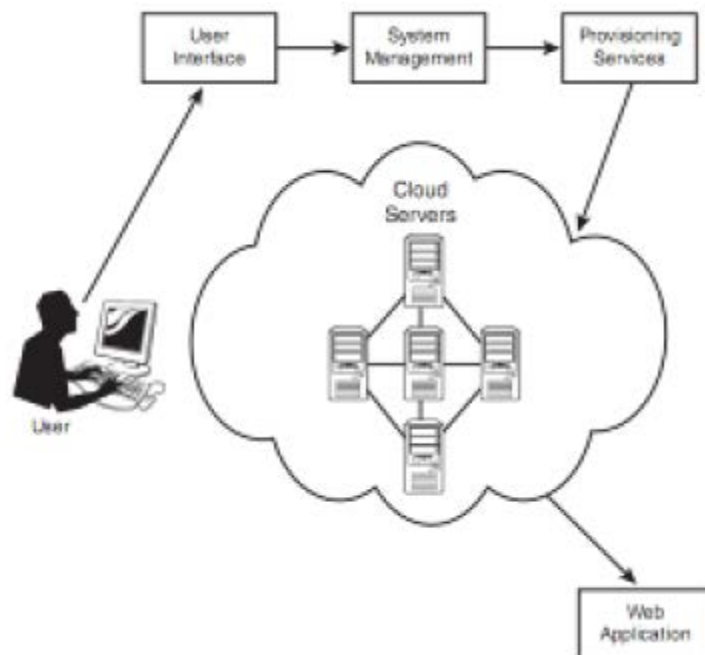 User
Interface
System
Management
Provisioning
Services
Cloud
Servers
User
Web
Application